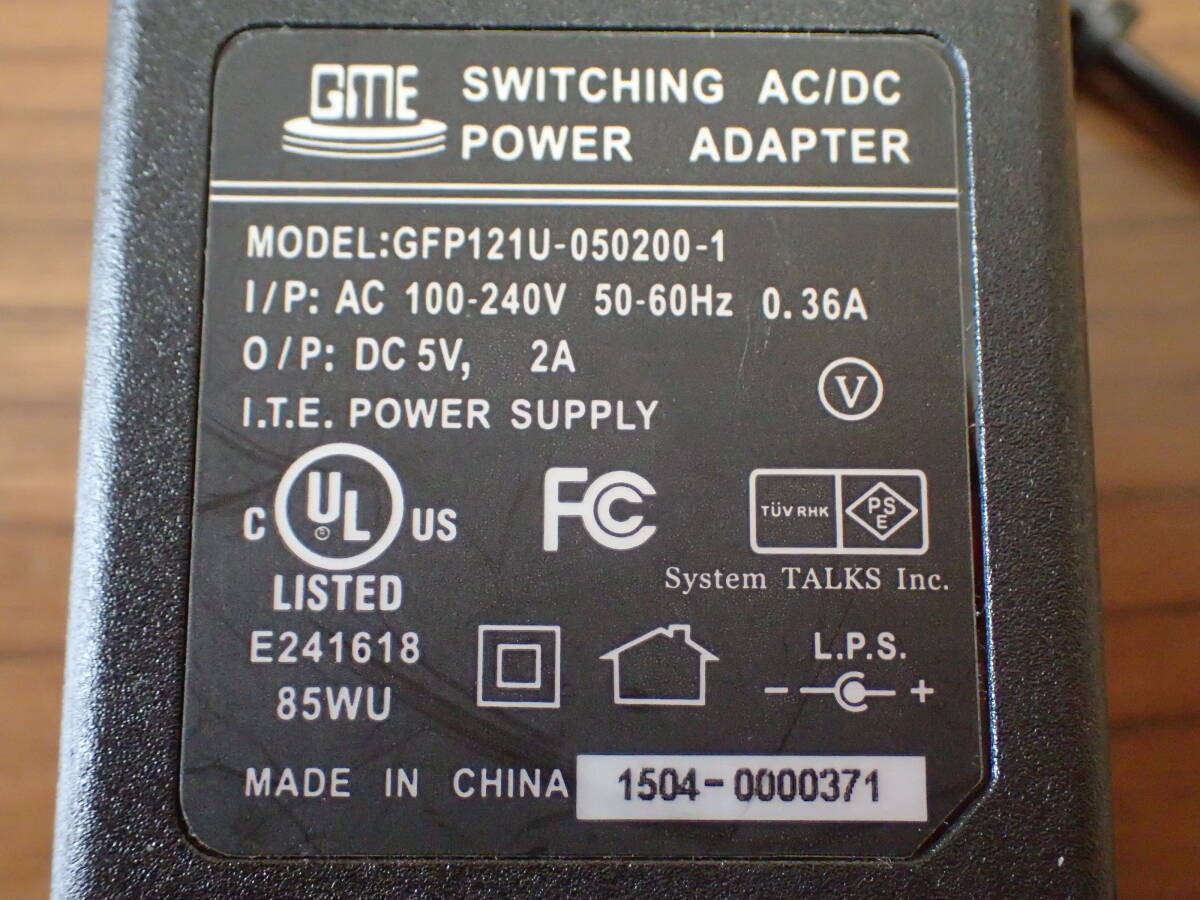 GME
SWITCHING AC/DC
POWER ADAPTER
MODEL:GFP121U-050200-1
I/P: AC 100-240V 50-60Hz 0.36A
O/P: DC 5V, 2A
V
I.T.E. POWER SUPPLY
C UL US
LISTED
FC
TÜV RHK
PS
E
System TALKS Inc.
E241618
85WU
L.P.S.
- +
MADE IN CHINA
1504-0000371